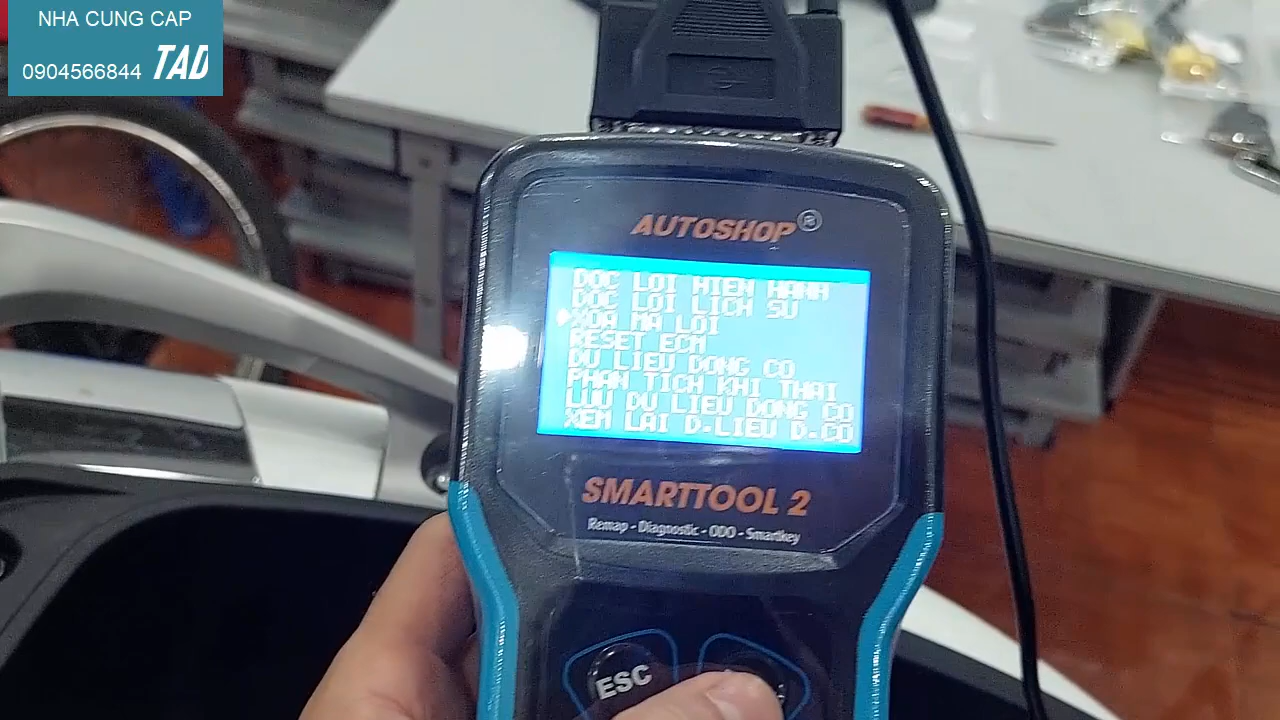 NHA CUNG CAP
0904566844 TAD
AUTOSHOP ®
DOC LOI HIEN HANH
DOC LOI LICH SU
XOA MA LOI
RESET ECM
DU LIEU DONG CO
PHAN TICH KHI THAI
LUU DU LIEU DONG CO
XEM LAI D.LIEU D.CO
SMARTTOOL 2
Remap - Diagnostic - ODO - Smartkey
ESC